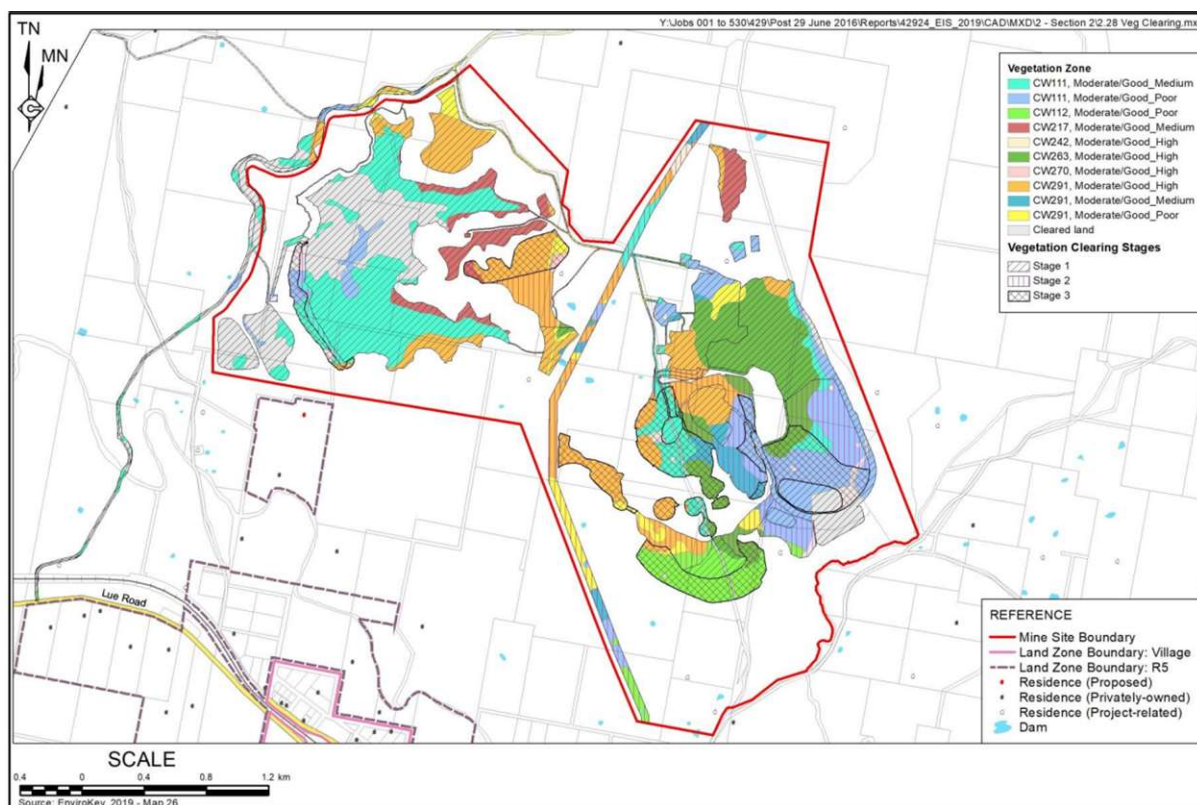 Y:\Jobs 001 to 530\429\Post 29 June 2016\Reports\42924_EIS_2019\CAD\MXD\2 - Section 2\2.28 Veg Clearing.mx
TN
MN
Vegetation Zone
CW111, Moderate/Good_Medium
CW111, Moderate/Good_Poor
CW112, Moderate/Good_Poor
CW217, Moderate/Good_Medium
CW242, Moderate/Good_High
CW263, Moderate/Good_High
CW270, Moderate/Good_High
CW291, Moderate/Good_High
CW291, Moderate/Good_Medium
CW291, Moderate/Good_Poor
Cleared land
Vegetation Clearing Stages
Stage 1
Stage 2
Stage 3
Lue Road
REFERENCE
Mine Site Boundary
Land Zone Boundary: Village
Land Zone Boundary: R5
Residence (Proposed)
Residence (Privately-owned)
Residence (Project-related)
Dam
SCALE
0.4 0 0.4 0.8 1.2 km
Source: EnviroKey, 2019 - Map 26